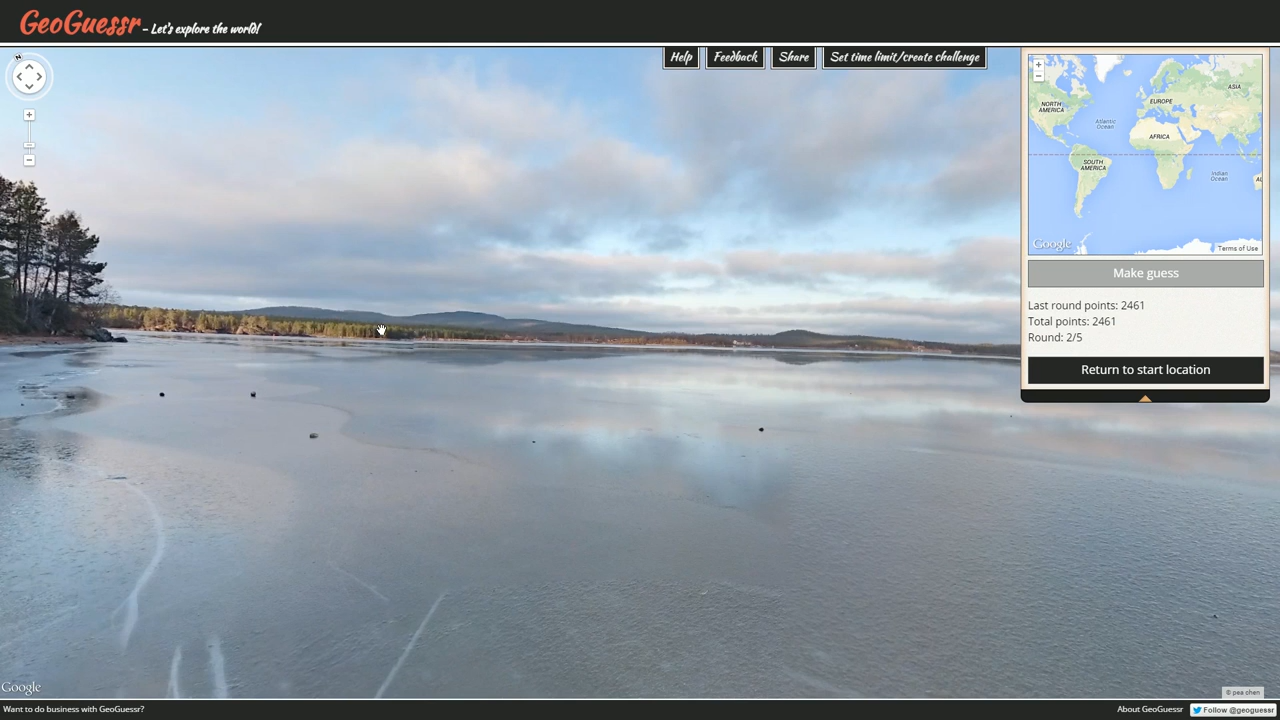 GeoGuessr - Let's explore the world!
Help
Feedback
Share
Set time limit/create challenge
N
+
−
+
−
NORTH
AMERICA
Atlantic
Ocean
EUROPE
ASIA
AFRICA
SOUTH
AMERICA
Indian
Ocean
AU
Google
Terms of Use
Make guess
Last round points: 2461
Total points: 2461
Round: 2/5
Return to start location
Google
© pea chen
Want to do business with GeoGuessr?
About GeoGuessr
Follow @geoguessr